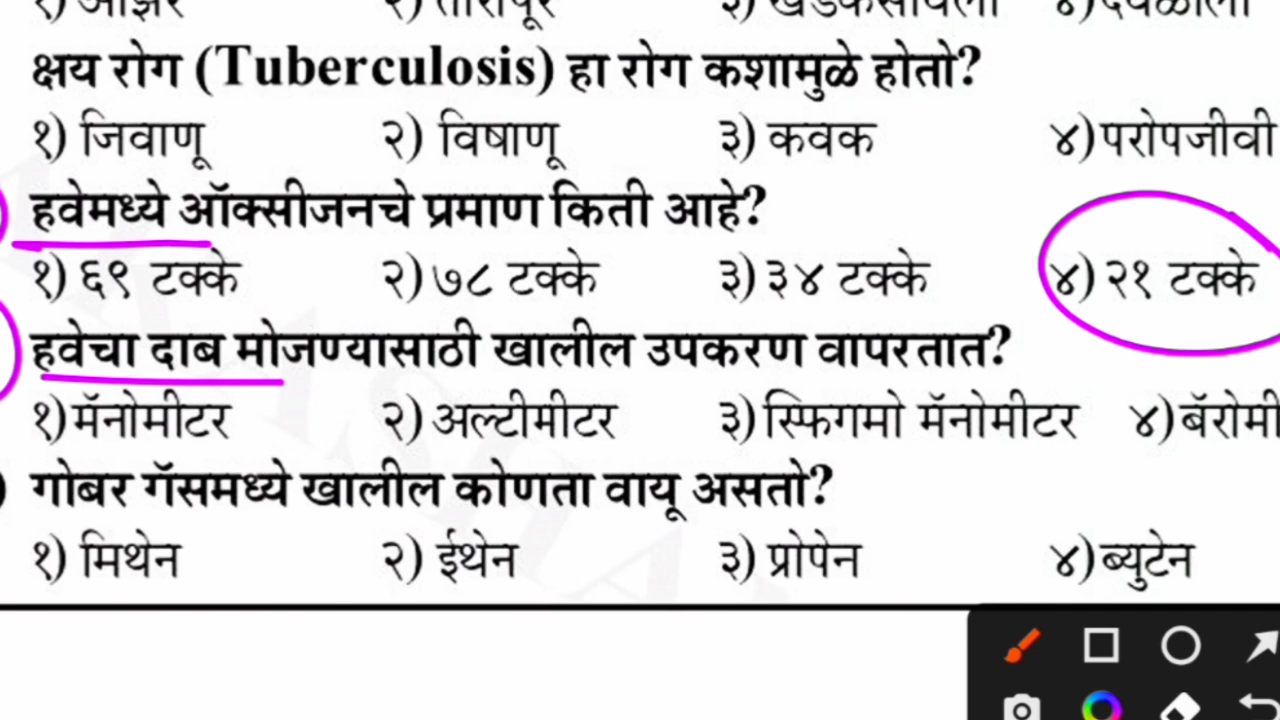 क्षय रोग (Tuberculosis) हा रोग कशामुळे होतो?
१) जिवाणू २) विषाणू ३) कवक ४) परोपजीवी
हवेमध्ये ऑक्सीजनचे प्रमाण किती आहे?
१) ६९ टक्के २) ७८ टक्के ३) ३४ टक्के ४) २१ टक्के
हवेचा दाब मोजण्यासाठी खालील उपकरण वापरतात?
१) मॅनोमीटर २) अल्टीमीटर ३) स्फिगमो मॅनोमीटर ४) बॅरोमी
गोबर गॅसमध्ये खालील कोणता वायू असतो?
१) मिथेन २) ईथेन ३) प्रोपेन ४) ब्युटेन